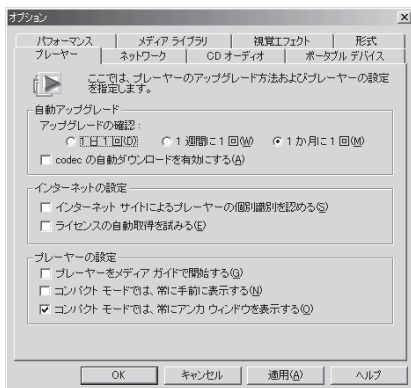 オプション
パフォーマンス メディア ライブラリ 視覚エフェクト 形式
プレーヤー ネットワーク CD オーディオ ポータブル デバイス
ここでは、プレーヤーのアップグレード方法およびプレーヤーの設定
を指定します。
自動アップグレード
アップグレードの確認:
1 日 1 回(D) 1 週間に 1 回(W) 1 か月に 1 回(M)
codec の自動ダウンロードを有効にする(A)
インターネットの設定
インターネット サイトによるプレーヤーの個別識別を認める(S)
ライセンスの自動取得を試みる(E)
プレーヤーの設定
プレーヤーをメディア ガイドで開始する(G)
コンパクト モードでは、常に手前に表示する(N)
コンパクト モードでは、常にアンカ ウィンドウを表示する(O)
OK キャンセル 適用(A) ヘルプ